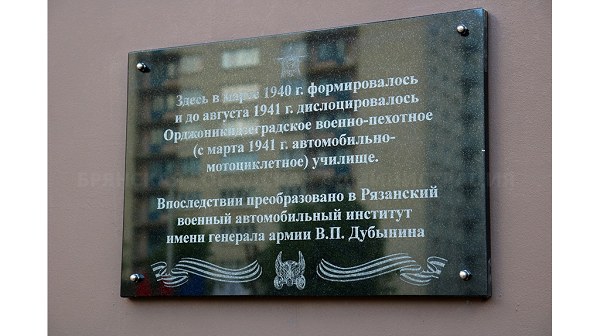 Здесь в марте 1940 г. формировалось
и до августа 1941 г. дислоцировалось
Орджоникидзеградское военно-пехотное
(с марта 1941 г. автомобильно-
мотоциклетное) училище.
Впоследствии преобразовано в Рязанский
военный автомобильный институт
имени генерала армии В.П. Дубынина